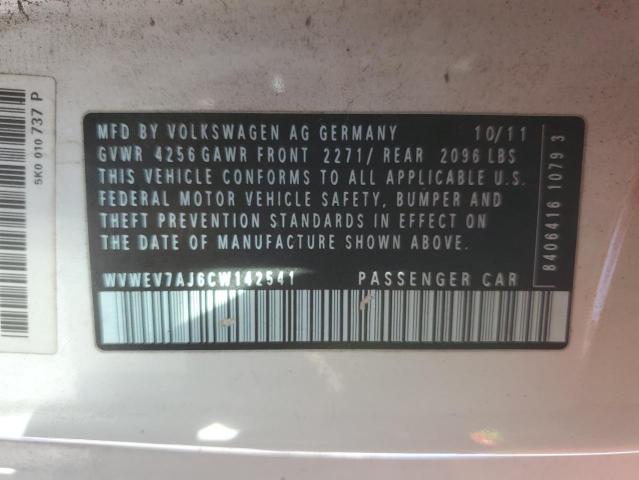 MFD BY VOLKSWAGEN AG GERMANY 10/11
GVWR 4256 GAWR FRONT 2271/ REAR 2096 LBS
THIS VEHICLE CONFORMS TO ALL APPLICABLE U.S.
FEDERAL MOTOR VEHICLE SAFETY, BUMPER AND
THEFT PREVENTION STANDARDS IN EFFECT ON
THE DATE OF MANUFACTURE SHOWN ABOVE.
WVWEV7AJ6CW142541 PASSENGER CAR
8406416 1079 3
5K0 010 737 P